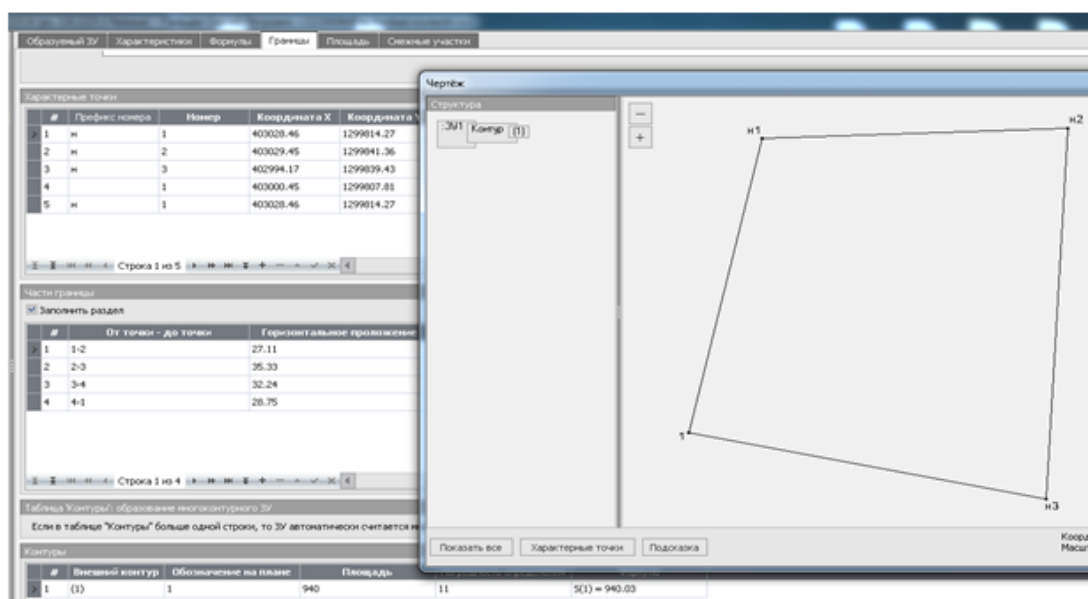 Образуемый ЗУ Характеристики Формулы Границы Площадь Смежные участки
Характерные точки
# Префикс номера Номер Координата X Координата
1 н 1 403028.46 1299814.27
2 н 2 403029.45 1299841.36
3 н 3 402994.17 1299839.43
4 1 403000.45 1299807.81
5 н 1 403028.46 1299814.27
Строка 1 из 5
Части границы
Заполнить раздел
# От точки - до точки Горизонтальное проложение
1 1-2 27.11
2 2-3 35.33
3 3-4 32.24
4 4-1 28.75
Строка 1 из 4
Таблица 'Контуры': образование многоконтурного ЗУ
Если в таблице "Контуры" больше одной строки, то ЗУ автоматически считается
Контуры
# Внешний контур Обозначение на плане Площадь
1 (1) 1 940 11 S(1) = 940.03
Чертёж
Структура
:ЗУ1 Контур (1)
−
+
н1
н2
1
н3
Показать все Характерные точки Подсказка
Коорд
Масш